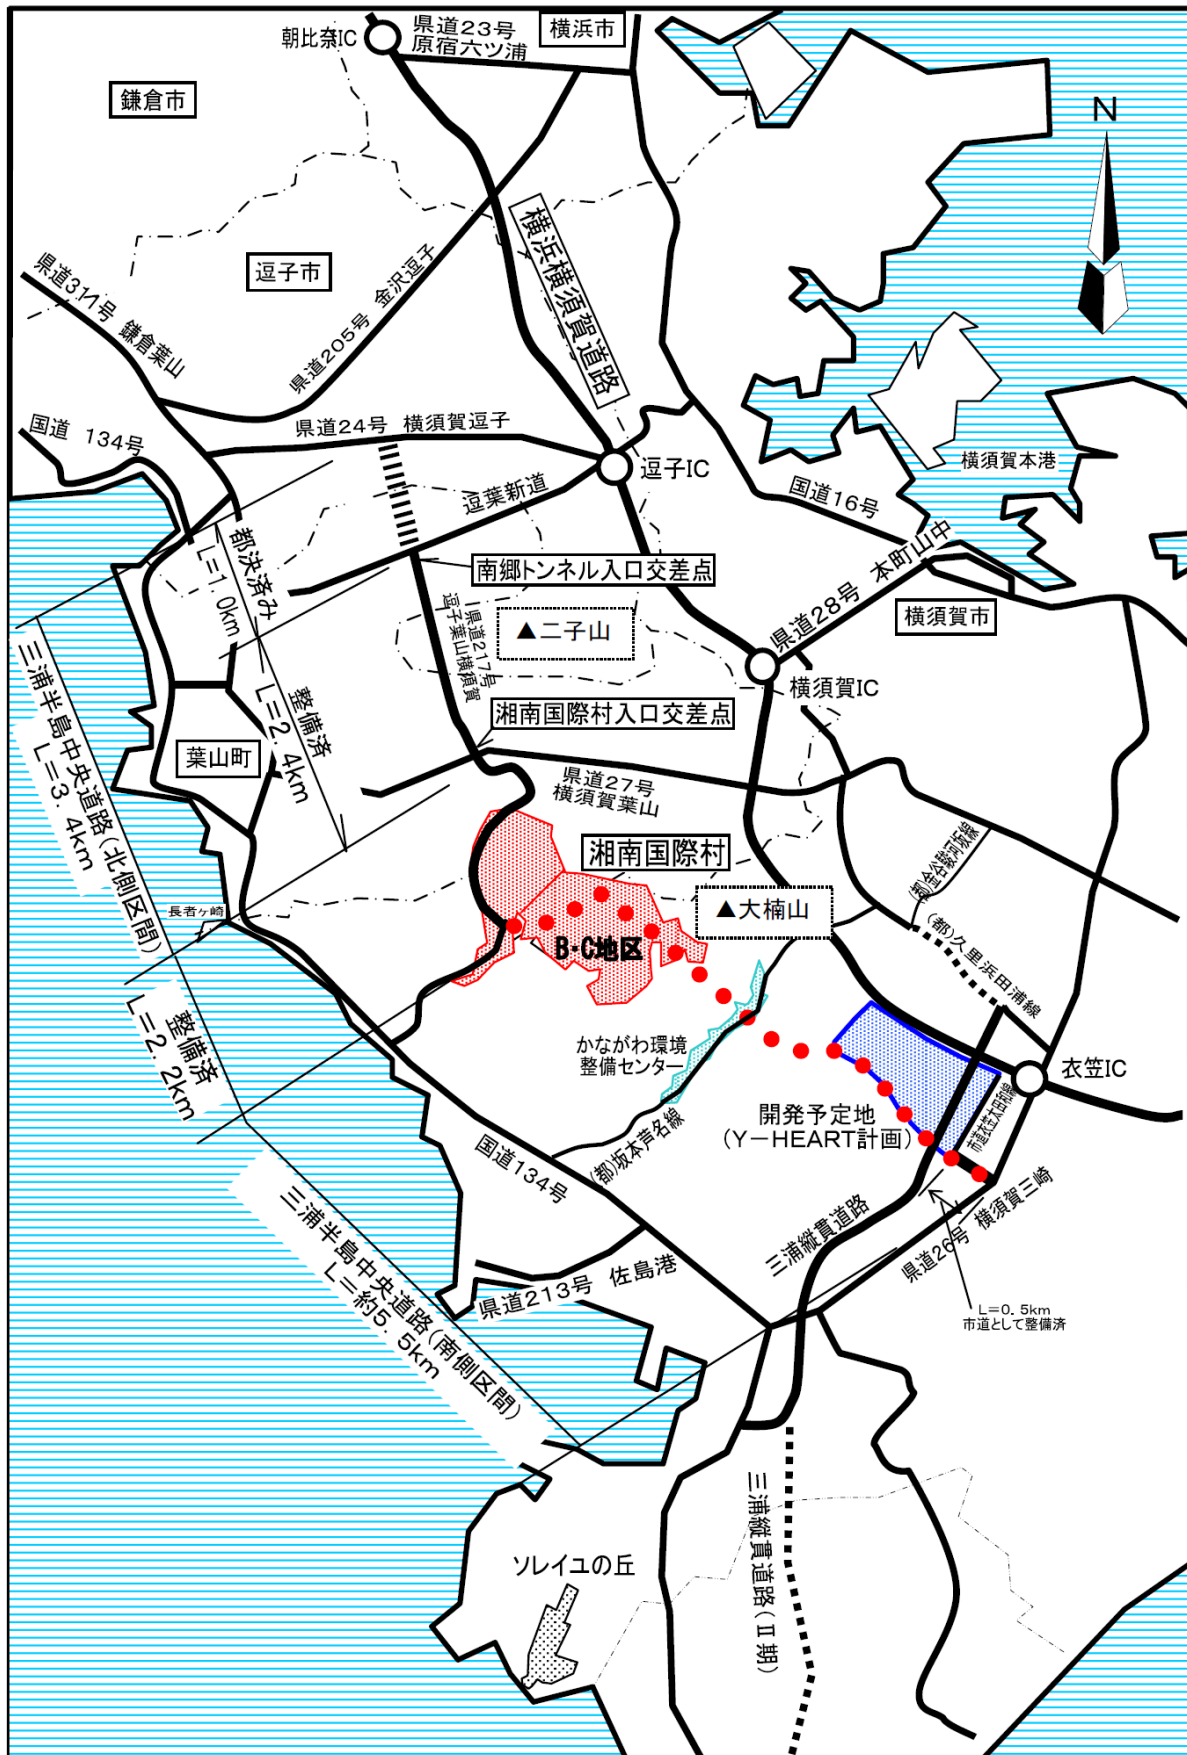 県道23号
原宿六ツ浦
横浜市
朝比奈IC
鎌倉市
N
横浜横須賀道路
逗子市
県道311号 鎌倉葉山
県道205号 金沢逗子
国道 134号
県道24号 横須賀逗子
逗子IC
横須賀本港
国道16号
逗葉新道
都決済み
L=1.0km
南郷トンネル入口交差点
県道28号 本町山中
横須賀市
県道217号
逗子葉山横須賀
▲二子山
横須賀IC
整備済
L=2.4km
湘南国際村入口交差点
三浦半島中央道路(北側区間)
L=3.4km
葉山町
県道27号
横須賀葉山
湘南国際村
▲大楠山
長者ヶ崎
B・C地区
(都)久里浜田浦線
整備済
L=2.2km
かながわ環境
整備センター
衣笠IC
開発予定地
(Y-HEART計画)
市道衣笠太田和線
国道134号
(都)坂本芦名線
三浦縦貫道路
県道26号 横須賀三崎
三浦半島中央道路(南側区間)
L=約5.5km
県道213号 佐島港
L=0.5km
市道として整備済
三浦縦貫道路(Ⅱ期)
ソレイユの丘